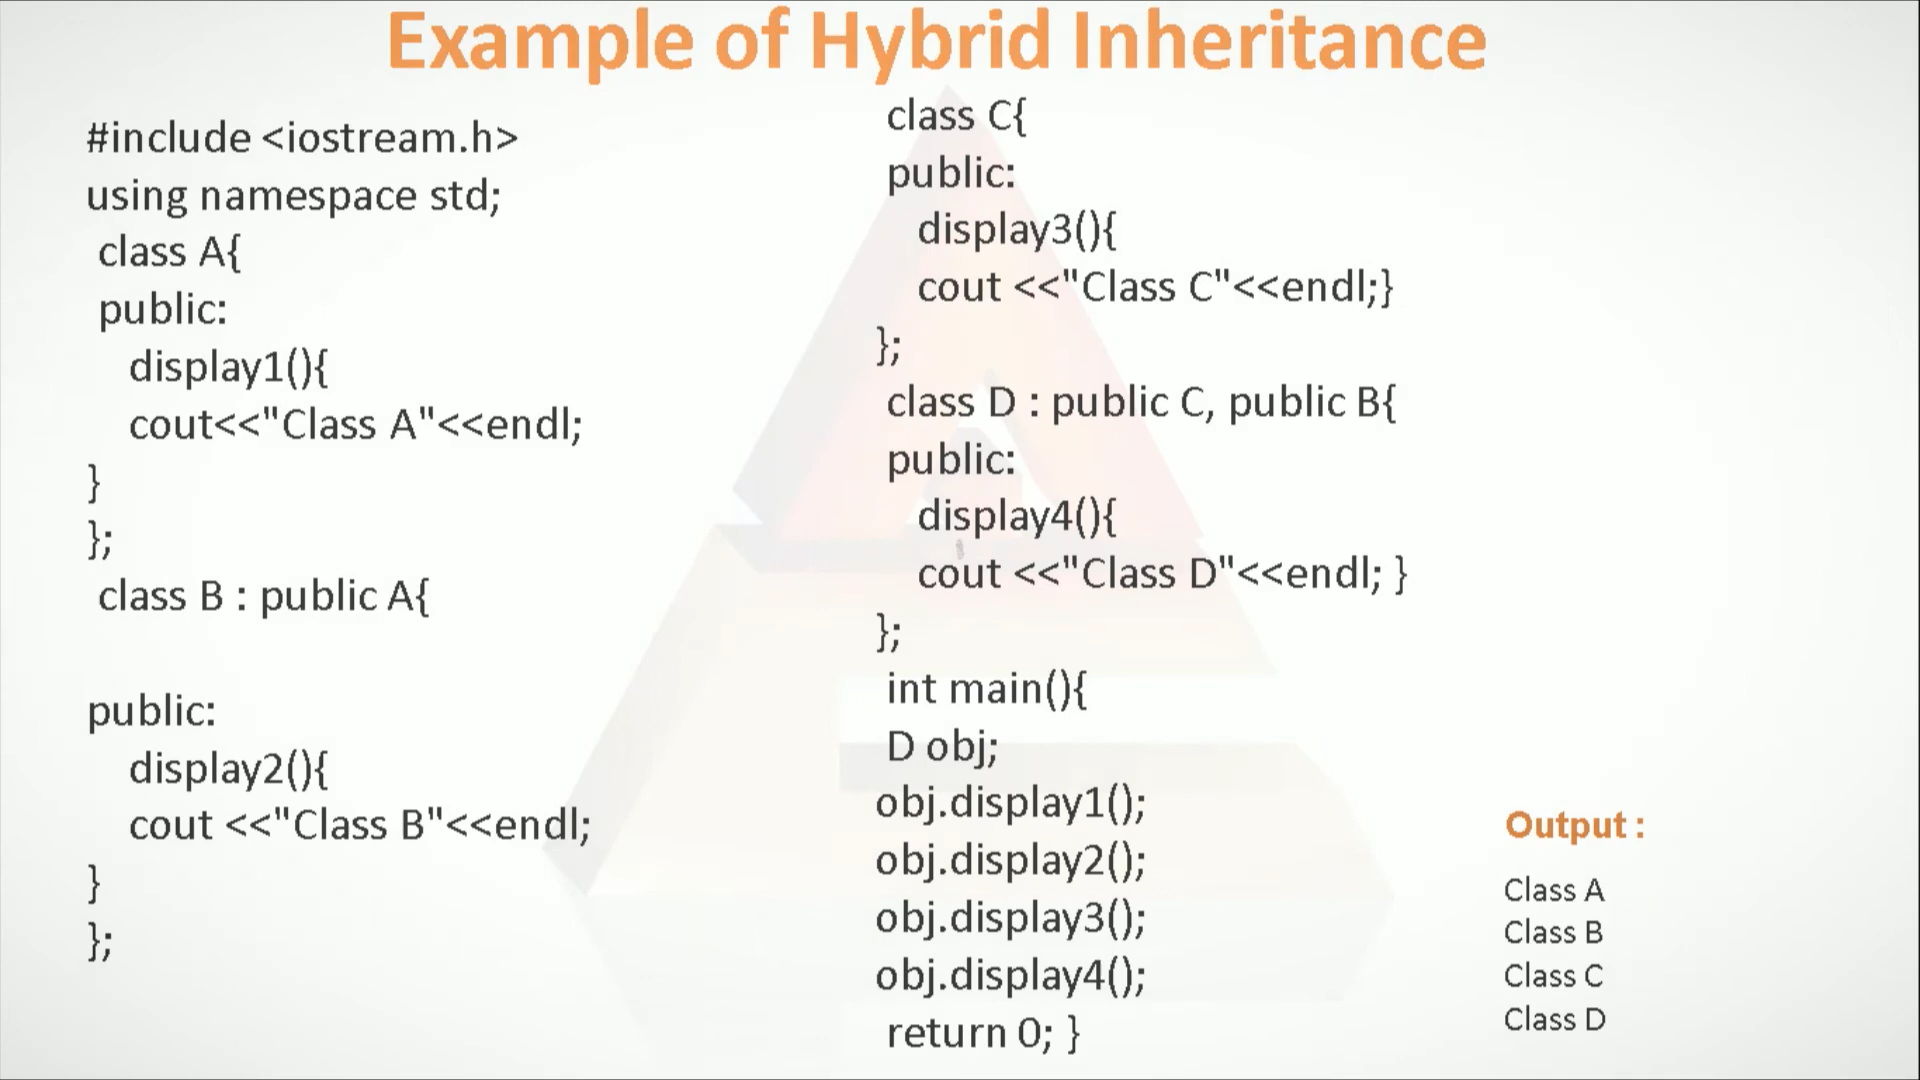 Example of Hybrid Inheritance
#include <iostream.h>
using namespace std;
class A{
public:
display1(){
cout<<"Class A"<<endl;
}
};
class B : public A{
public:
display2(){
cout <<"Class B"<<endl;
}
};
class C{
public:
display3(){
cout <<"Class C"<<endl;}
};
class D : public C, public B{
public:
display4(){
cout <<"Class D"<<endl; }
};
int main(){
D obj;
obj.display1();
obj.display2();
obj.display3();
obj.display4();
return 0; }
Output :
Class A
Class B
Class C
Class D